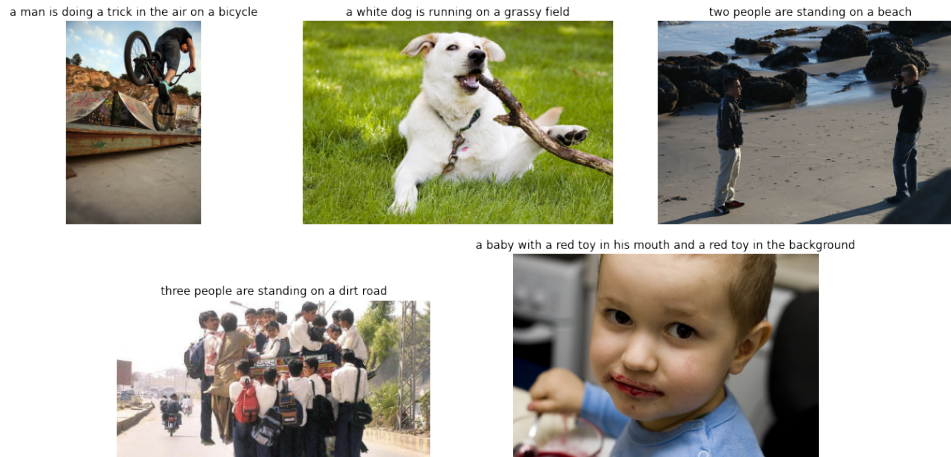 a man is doing a trick in the air on a bicycle
a white dog is running on a grassy field
two people are standing on a beach
a baby with a red toy in his mouth and a red toy in the background
three people are standing on a dirt road